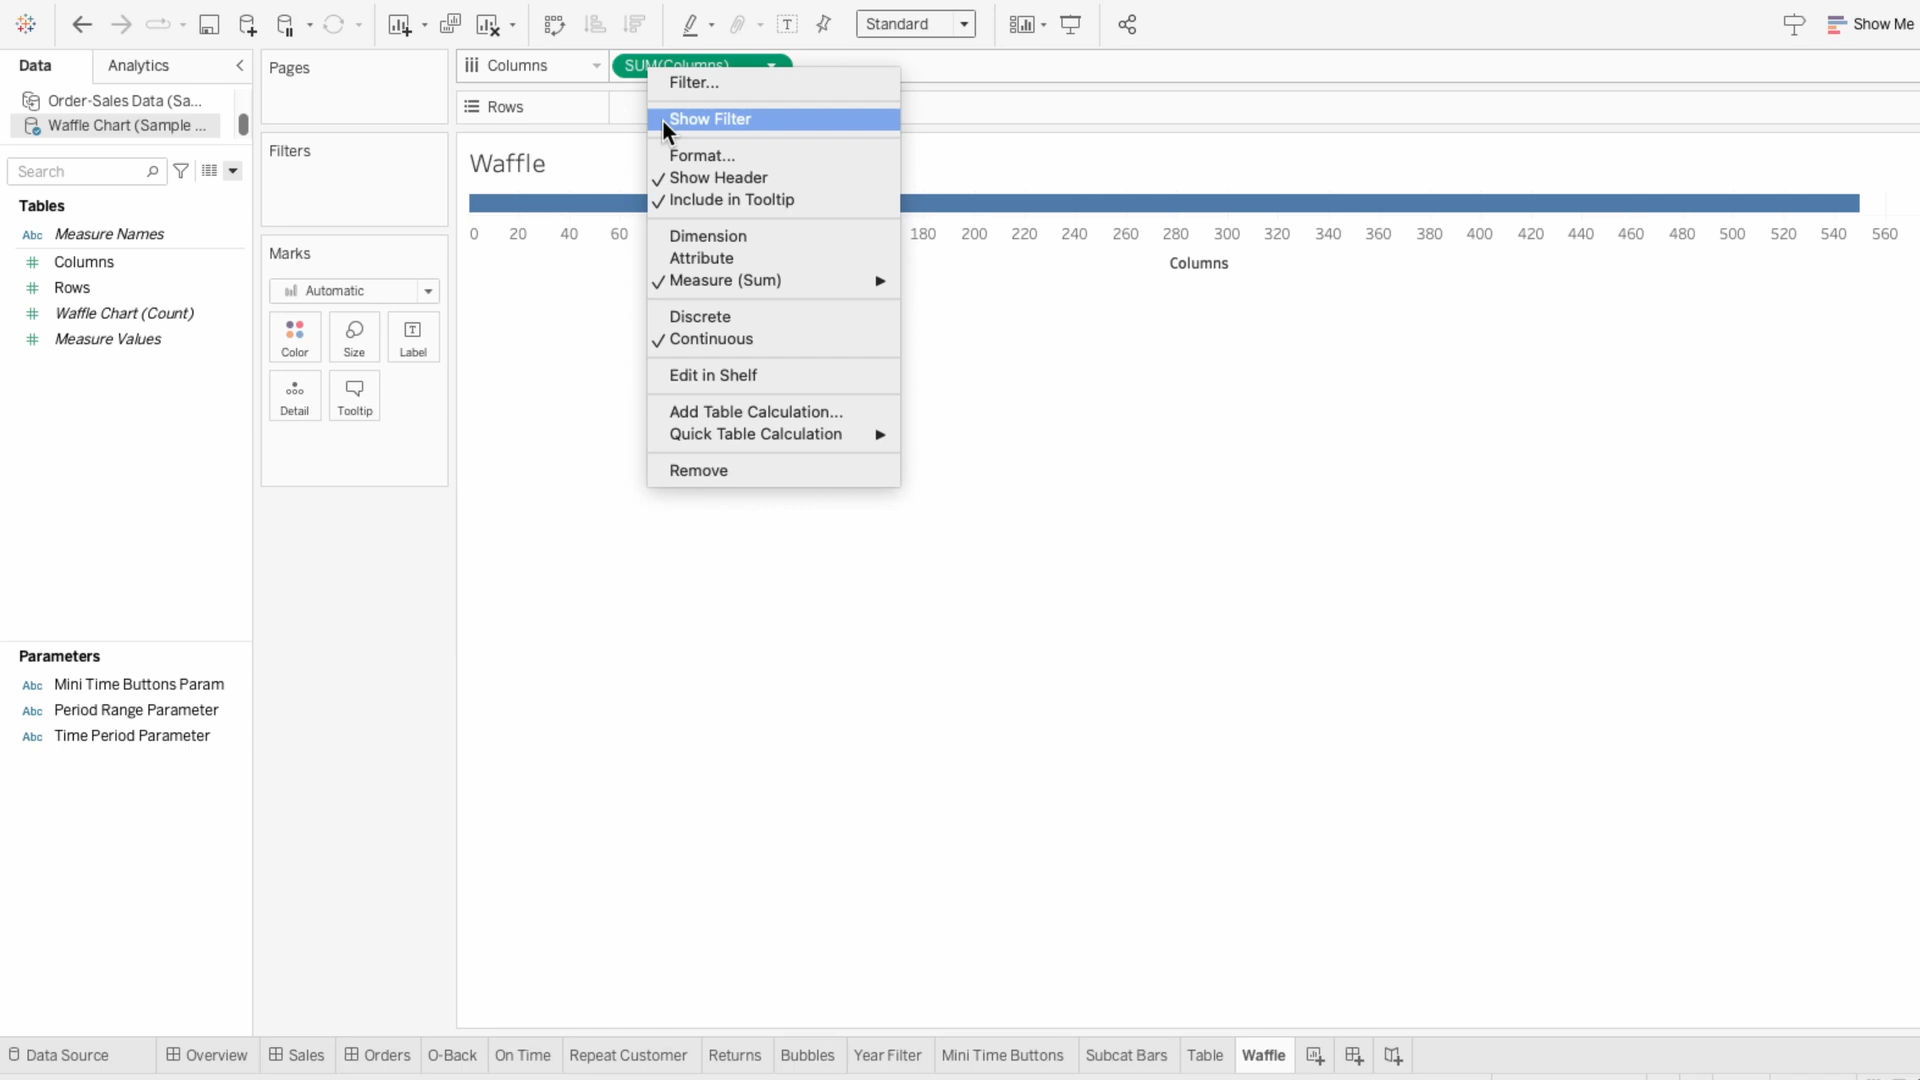 Standard
Show Me
Data
Analytics
Order-Sales Data (Sa...
Waffle Chart (Sample ...
Search
Tables
Abc Measure Names
# Columns
# Rows
# Waffle Chart (Count)
# Measure Values
Parameters
Abc Mini Time Buttons Param
Abc Period Range Parameter
Abc Time Period Parameter
Pages
Filters
Marks
Automatic
Color
Size
T
Label
Detail
Tooltip
Columns
SUM(Columns)
Rows
Waffle
0 20 40 60 180 200 220 240 260 280 300 320 340 360 380 400 420 440 460 480 500 520 540 560
Columns
Filter...
Show Filter
Format...
Show Header
Include in Tooltip
Dimension
Attribute
Measure (Sum)
Discrete
Continuous
Edit in Shelf
Add Table Calculation...
Quick Table Calculation
Remove
Data Source
Overview
Sales
Orders
O-Back
On Time
Repeat Customer
Returns
Bubbles
Year Filter
Mini Time Buttons
Subcat Bars
Table
Waffle